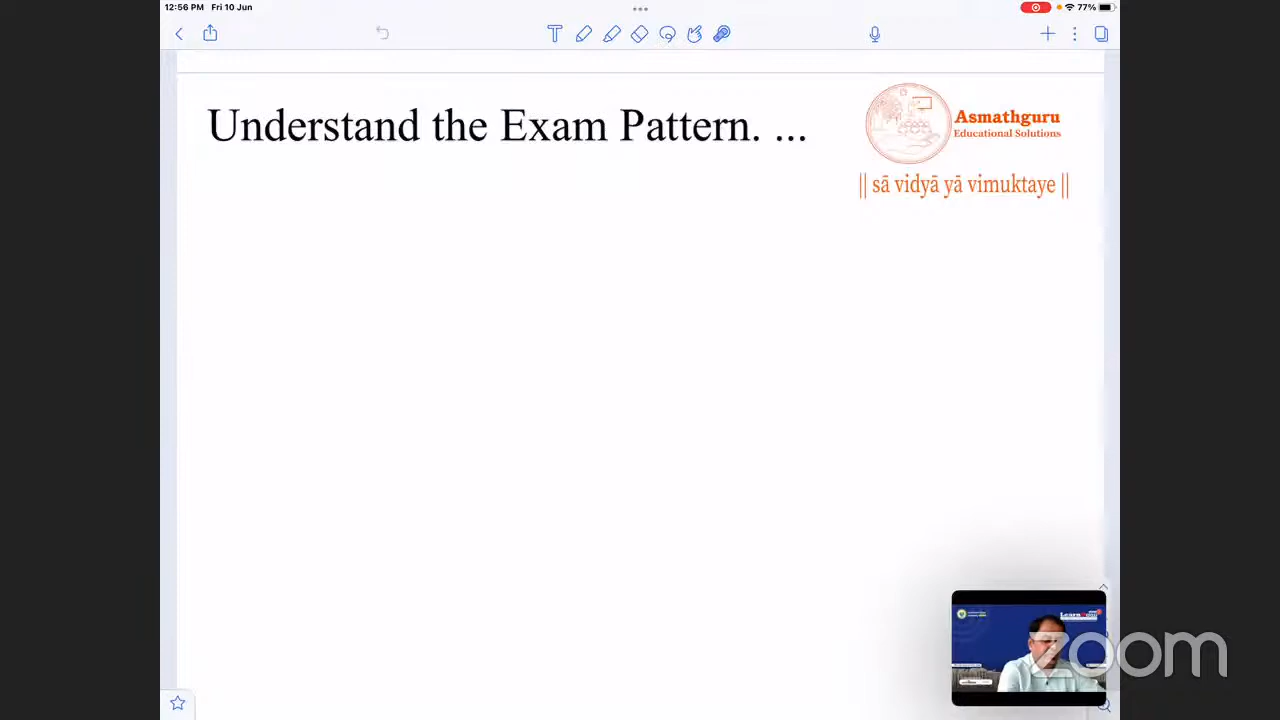 12:56 PM Fri 10 Jun
77%
Understand the Exam Pattern. ...
Asmathguru
Educational Solutions
|| sā vidyā yā vimuktaye ||
zoom